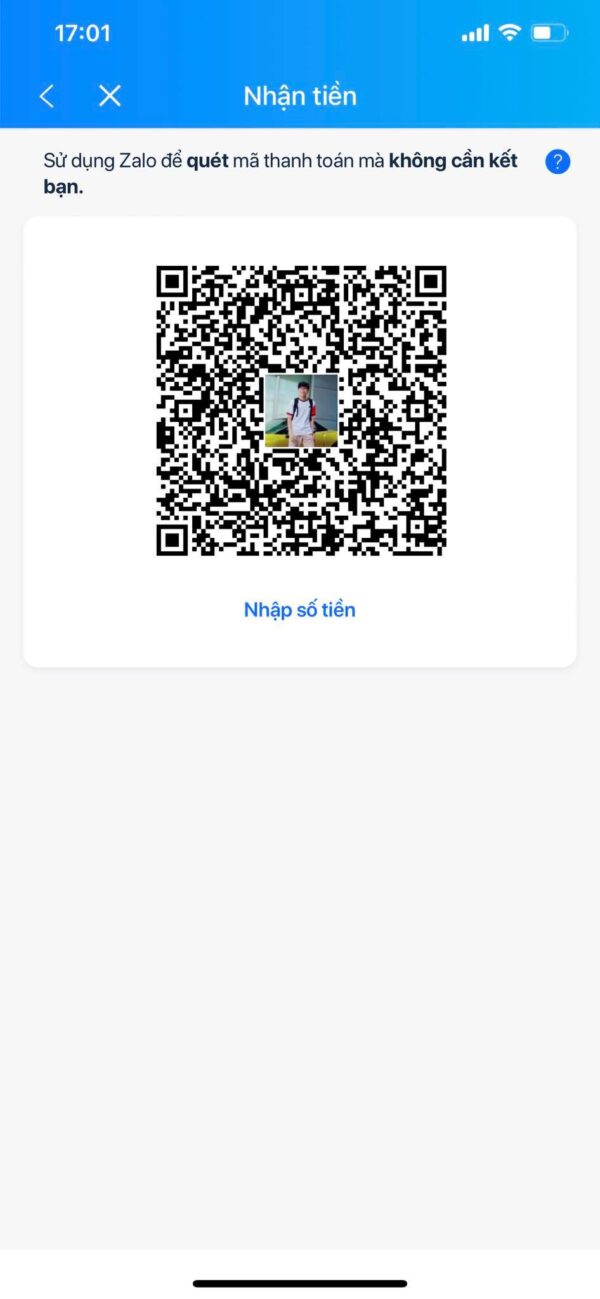 17:01
Nhận tiền
Sử dụng Zalo để quét mã thanh toán mà không cần kết
bạn.
?
Nhập số tiền